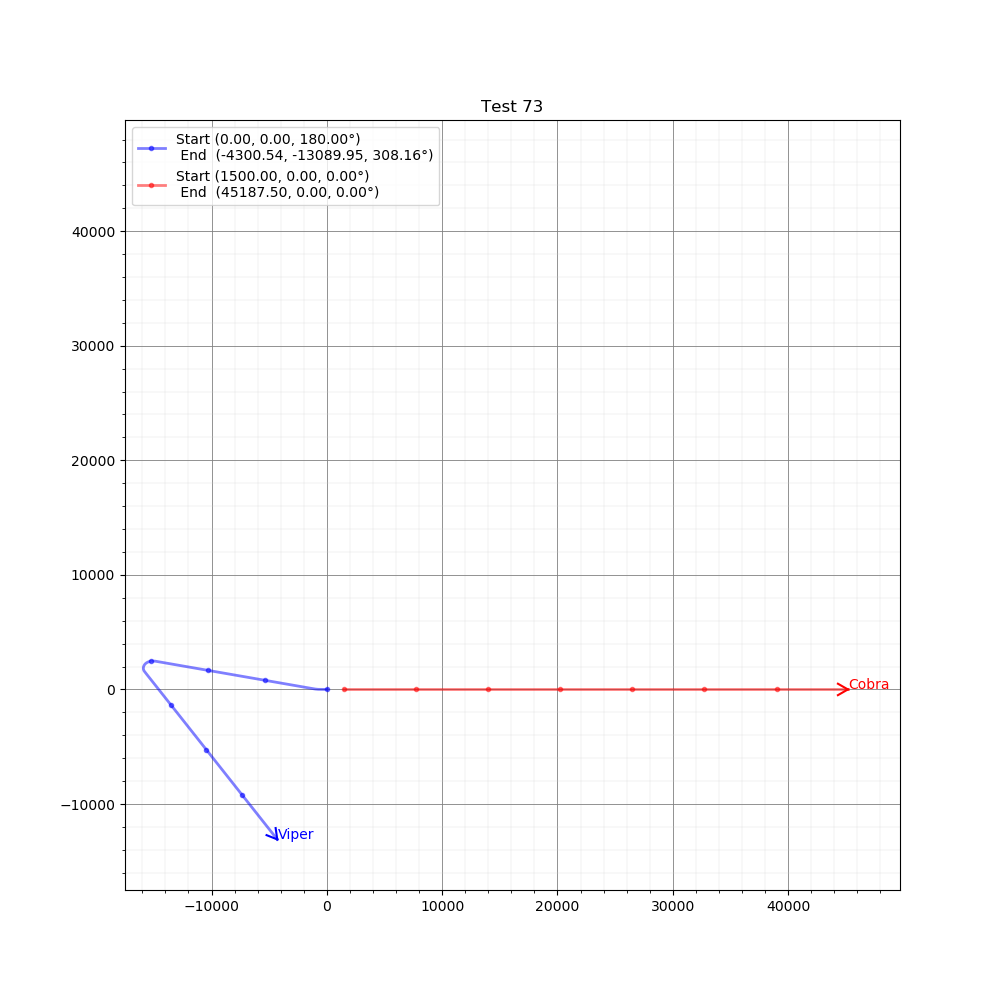 Test 73
Start (0.00, 0.00, 180.00°)
End (-4300.54, -13089.95, 308.16°)
Start (1500.00, 0.00, 0.00°)
End (45187.50, 0.00, 0.00°)
40000
30000
20000
10000
0
−10000
Cobra
Viper
−10000 0 10000 20000 30000 40000